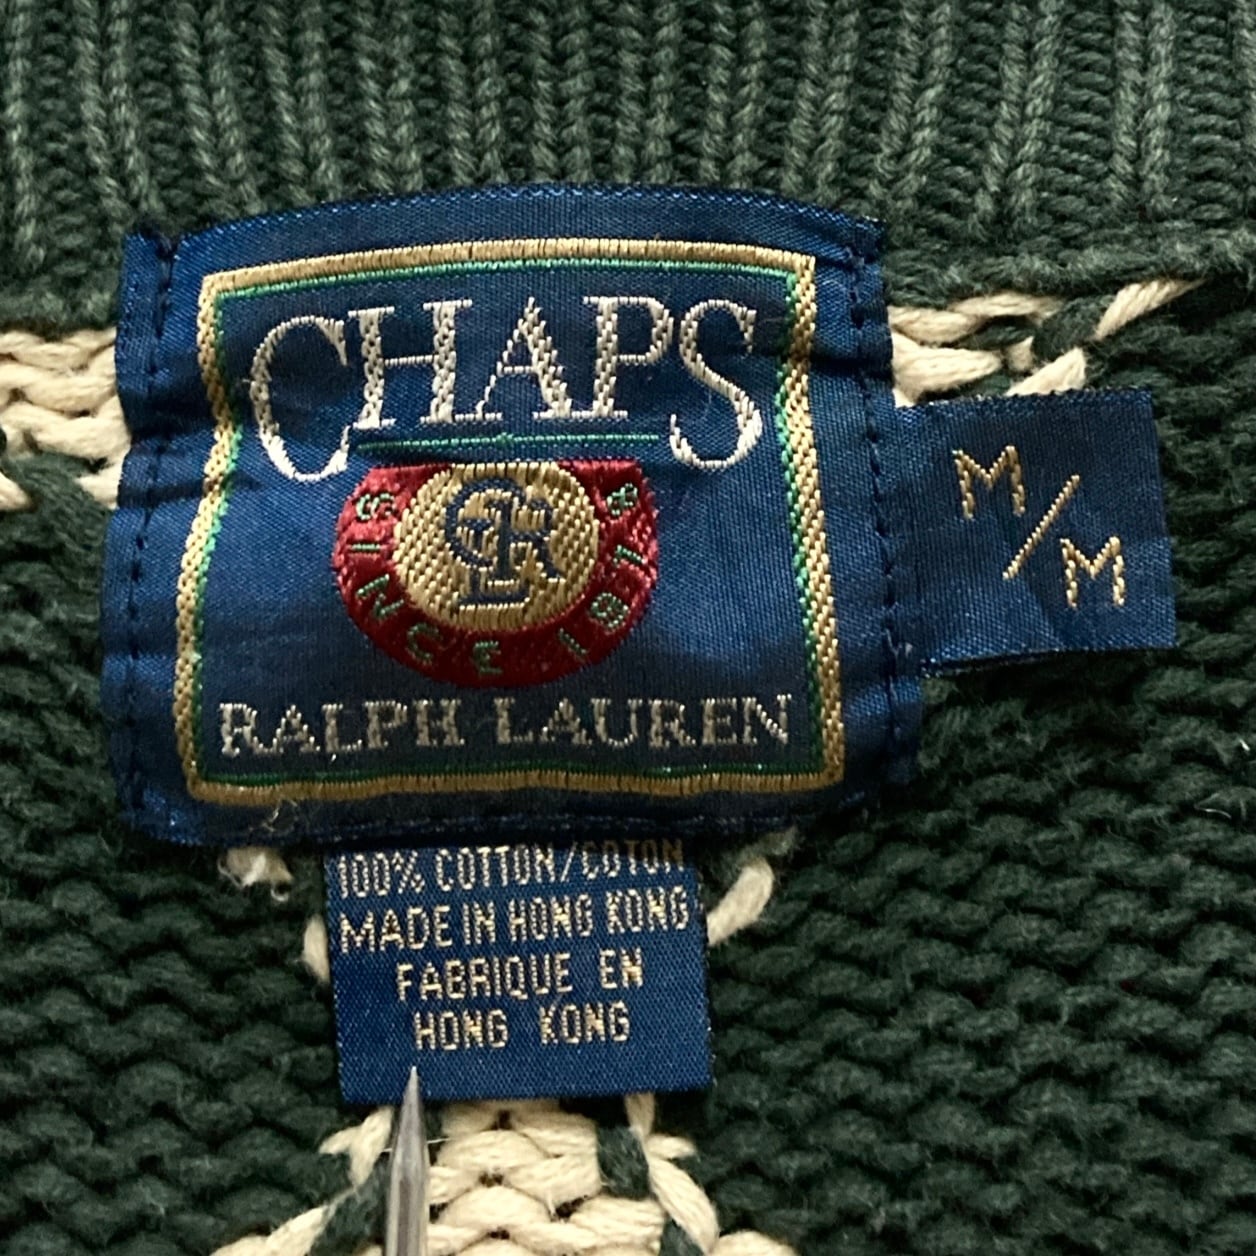 CHAPS
SINCE 1978
RALPH LAUREN
M/M
100% COTTON/COTON
MADE IN HONG KONG
FABRIQUE EN
HONG KONG